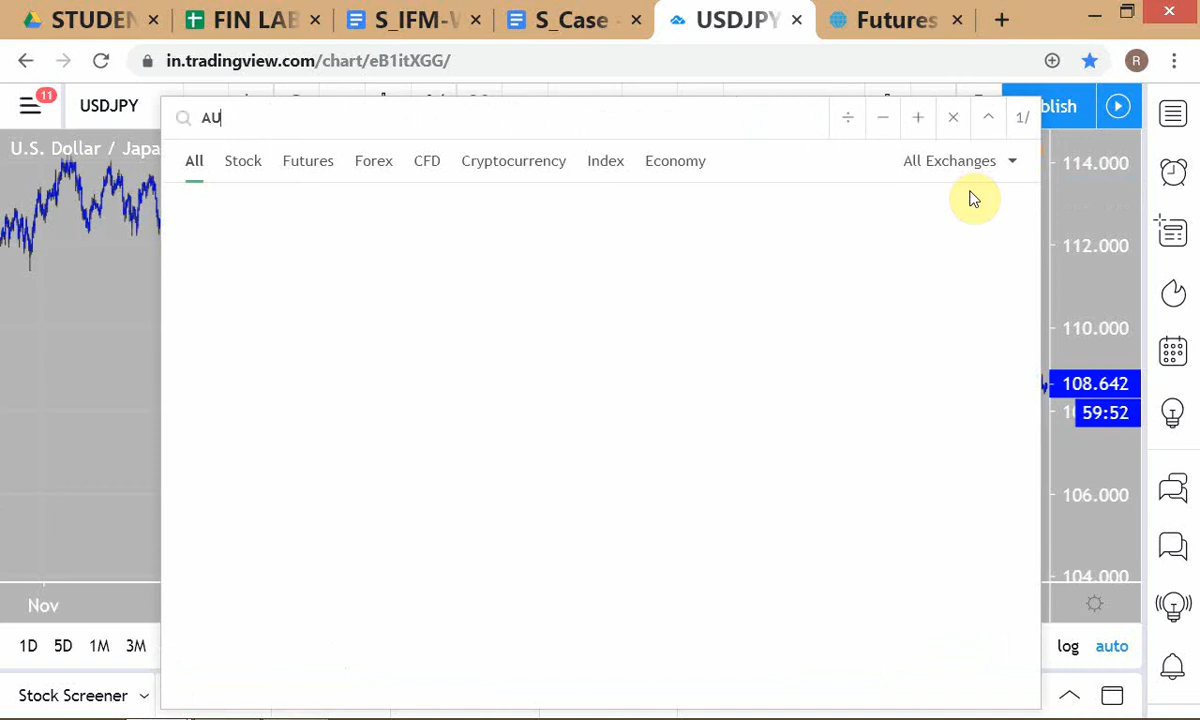 STUDEN
FIN LAB
S_IFM-
S_Case -
USDJPY
Futures
in.tradingview.com/chart/eB1itXGG/
R
11
USDJPY
AU
1/
blish
U.S. Dollar / Japa
All Stock Futures Forex CFD Cryptocurrency Index Economy All Exchanges
114.000
112.000
110.000
108.642
59:52
106.000
104.000
Nov
1D 5D 1M 3M
log auto
Stock Screener